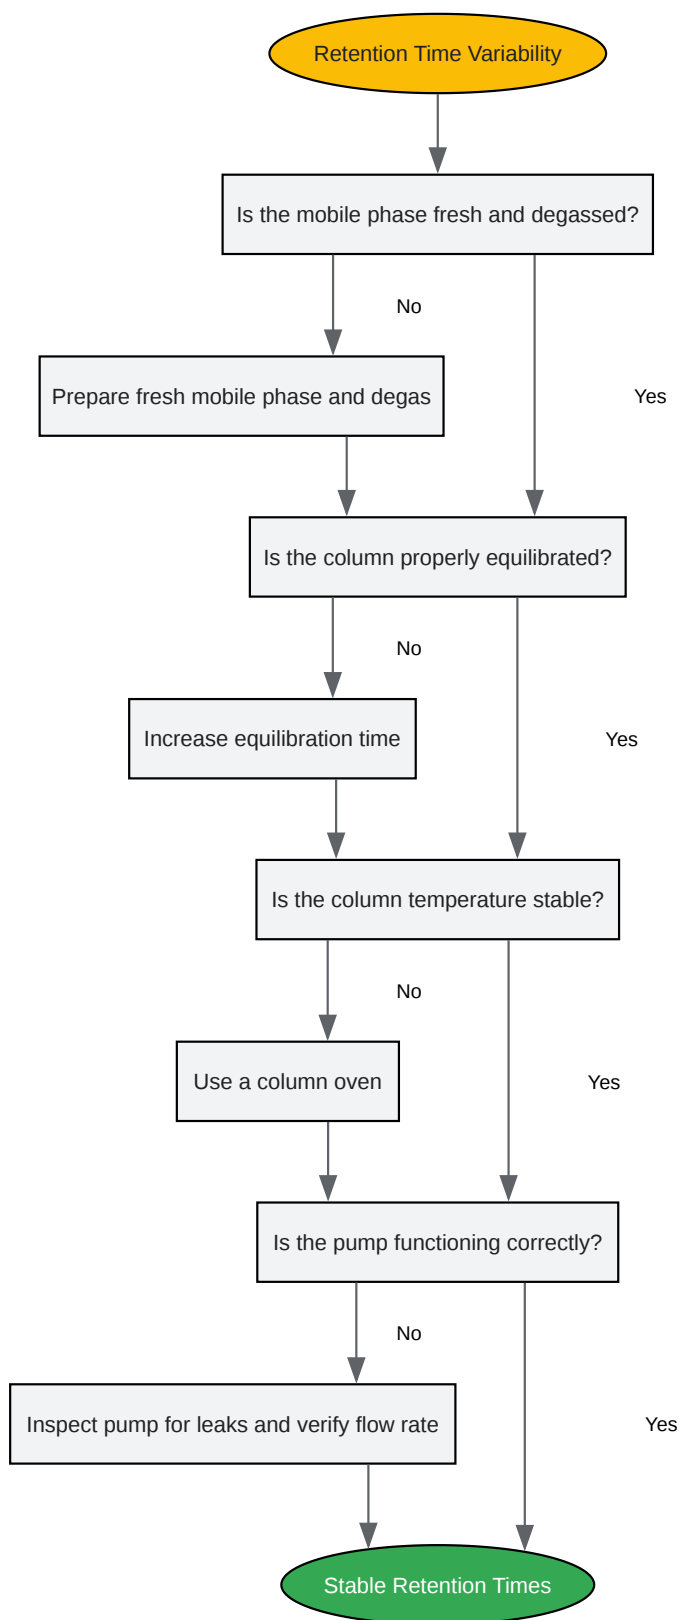 Retention Time Variability
Is the mobile phase fresh and degassed?
No
Prepare fresh mobile phase and degas
Yes
Is the column properly equilibrated?
No
Increase equilibration time
Yes
Is the column temperature stable?
No
Use a column oven
Yes
Is the pump functioning correctly?
No
Inspect pump for leaks and verify flow rate
Yes
Stable Retention Times